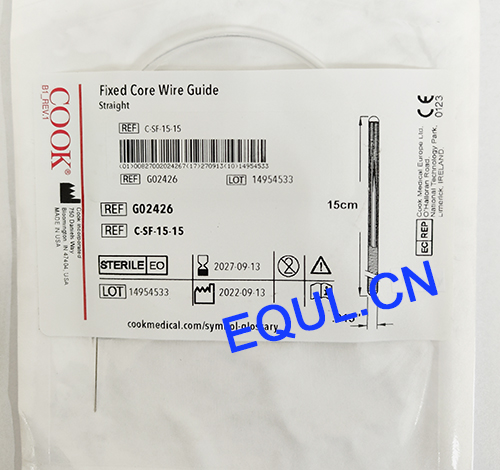 COOK®
B1_REV.1
Fixed Core Wire Guide
Straight
REF C-SF-15-15
(01)00827002024267(17)270913(10)14954533
G02426 LOT 14954533
REF G02426
REF C-SF-15-15
STERILE EO 2027-09-13
LOT 14954533 2022-09-13
cookmedical.com/symbol-glossary
15cm
CE
0123
Cook Medical Europe Ltd.
O'Halloran Road,
National Technology Park,
Limerick, IRELAND
EC REP
Cook Incorporated
750 Daniels Way
Bloomington, IN 47404, USA
MADE IN USA
EQUL.CN